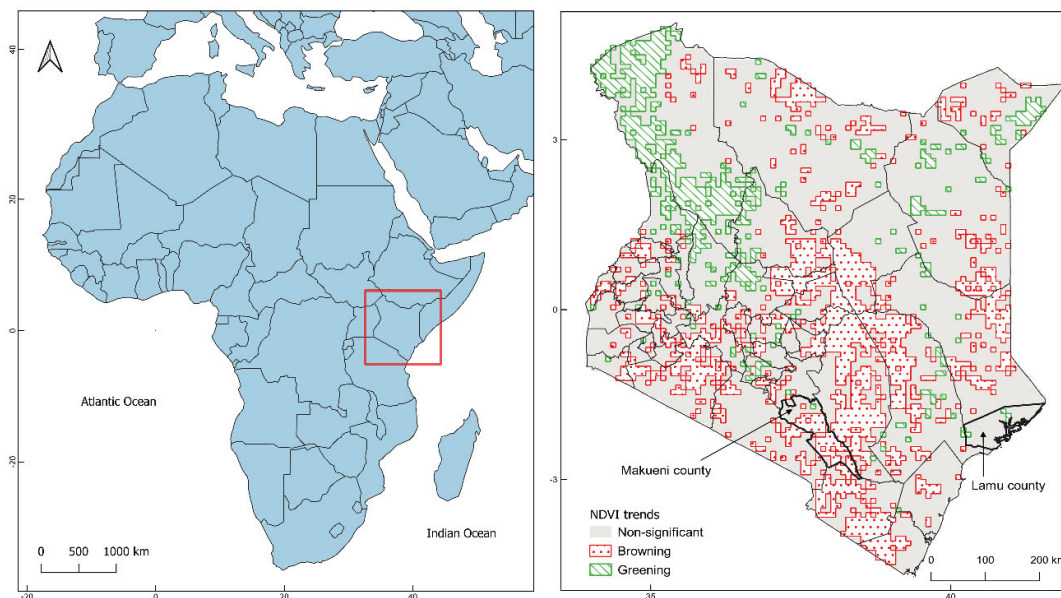 40
20
0
-20
Atlantic Ocean
Indian Ocean
0 500 1000 km
-20
0
20
40
3
0
-3
Makueni county
Lamu county
NDVI trends
Non-significant
Browning
Greening
0 100 200 km
35
40